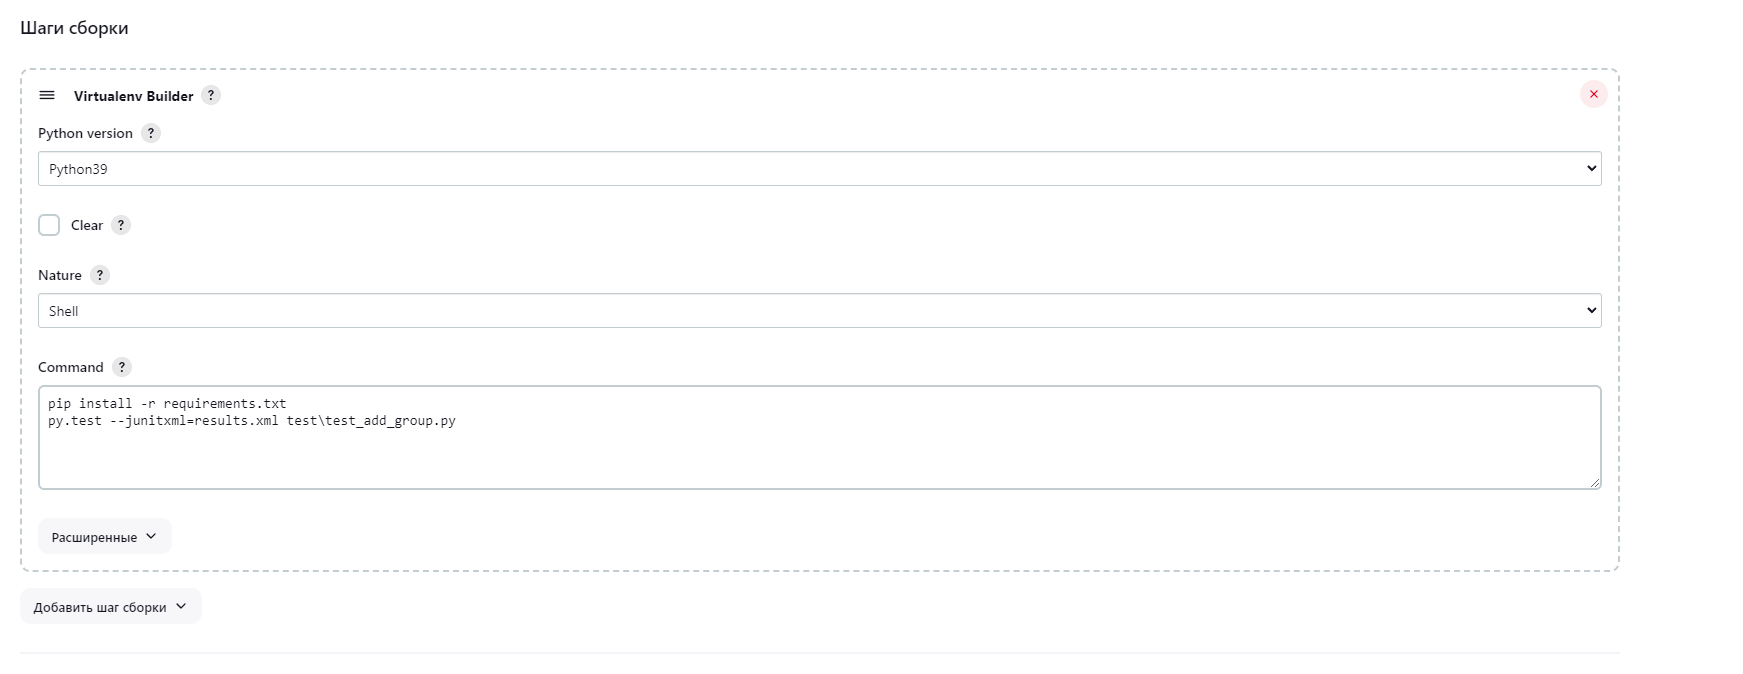 Шаги сборки
Virtualenv Builder ?
Python version ?
Python39
Clear ?
Nature ?
Shell
Command ?
pip install -r requirements.txt
py.test --junitxml=results.xml test\test_add_group.py
Расширенные
Добавить шаг сборки